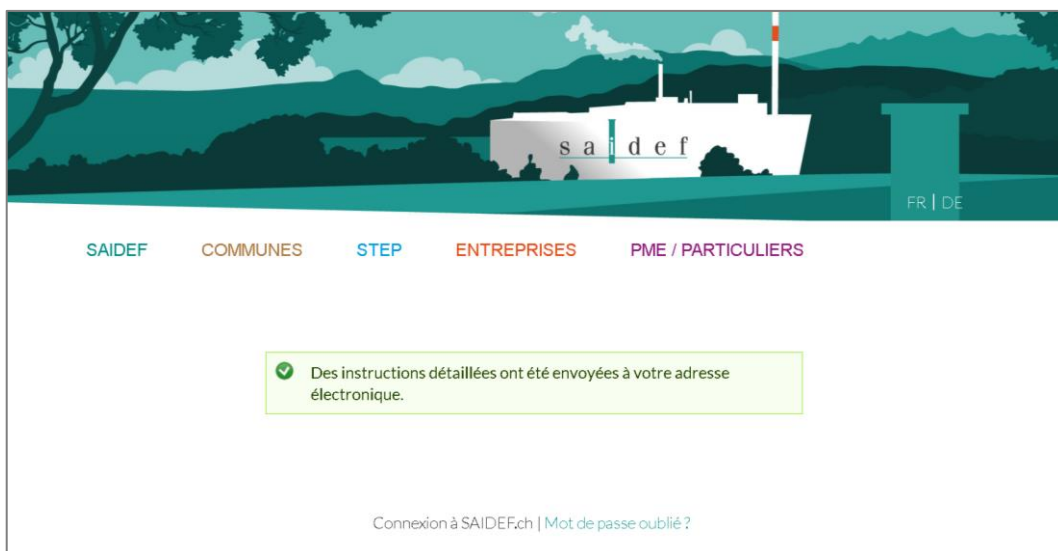 saidef
FR | DE
SAIDEF COMMUNES STEP ENTREPRISES PME / PARTICULIERS
Des instructions détaillées ont été envoyées à votre adresse
électronique.
Connexion à SAIDEF.ch | Mot de passe oublié ?